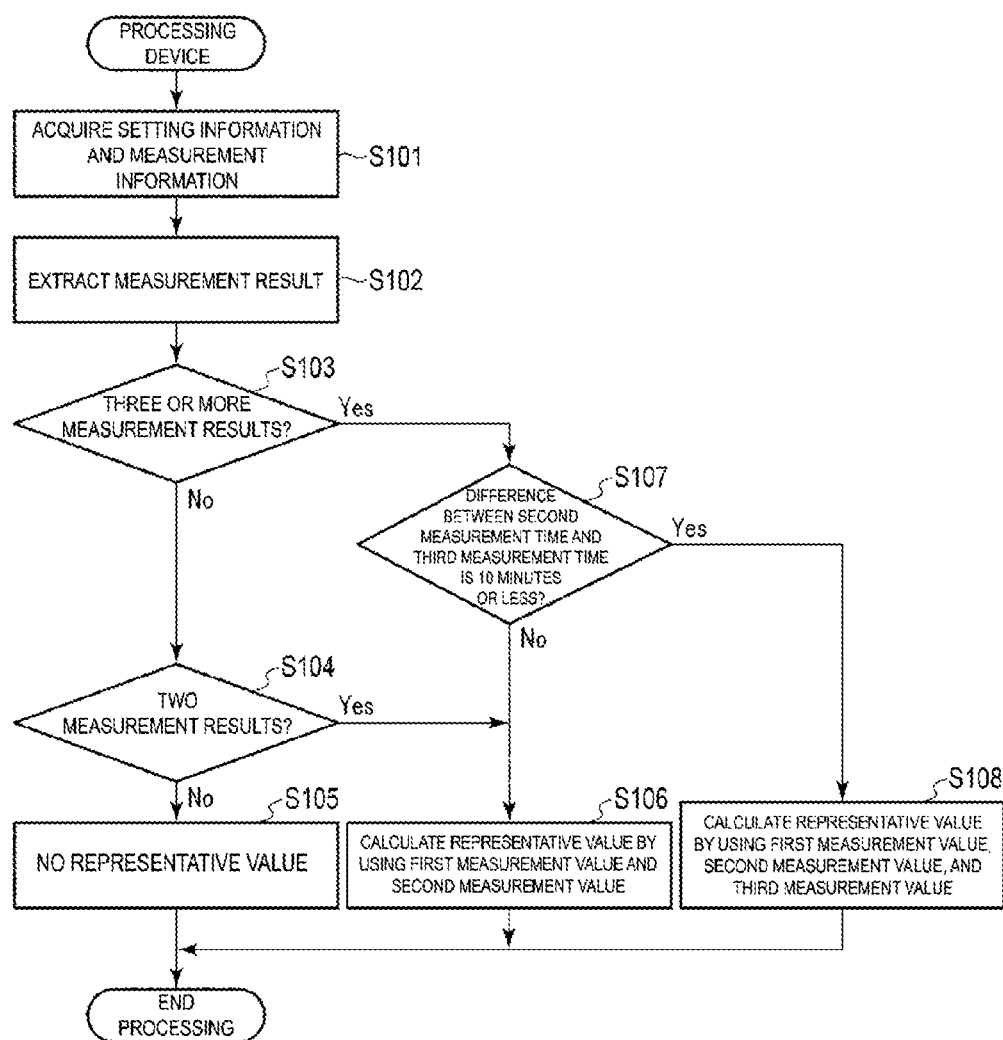 PROCESSING
DEVICE
ACQUIRE SETTING INFORMATION
AND MEASUREMENT
INFORMATION
S101
EXTRACT MEASUREMENT RESULT
S102
S103
THREE OR MORE
MEASUREMENT RESULTS?
Yes
No
S107
DIFFERENCE
BETWEEN SECOND
MEASUREMENT TIME AND
THIRD MEASUREMENT TIME
IS 10 MINUTES
OR LESS?
Yes
No
S104
TWO
MEASUREMENT RESULTS?
Yes
No
S105
NO REPRESENTATIVE VALUE
S106
CALCULATE REPRESENTATIVE VALUE BY
USING FIRST MEASUREMENT VALUE AND
SECOND MEASUREMENT VALUE
S108
CALCULATE REPRESENTATIVE VALUE
BY USING FIRST MEASUREMENT VALUE,
SECOND MEASUREMENT VALUE, AND
THIRD MEASUREMENT VALUE
END
PROCESSING